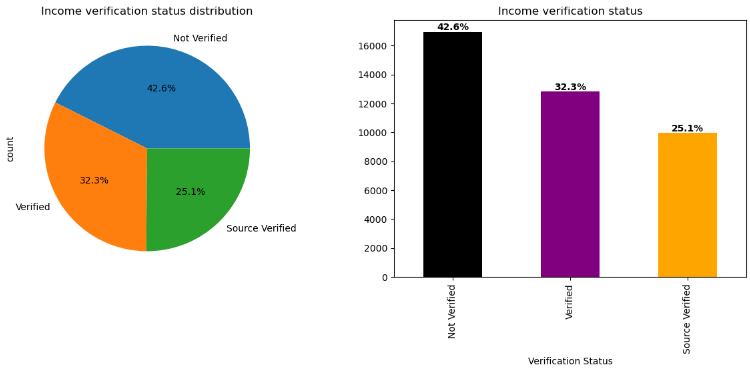 Income verification status distribution
Not Verified
42.6%
count
32.3%
25.1%
Verified
Source Verified
Income verification status
42.6%
32.3%
25.1%
16000
14000
12000
10000
8000
6000
4000
2000
0
Not Verified
Verified
Source Verified
Verification Status